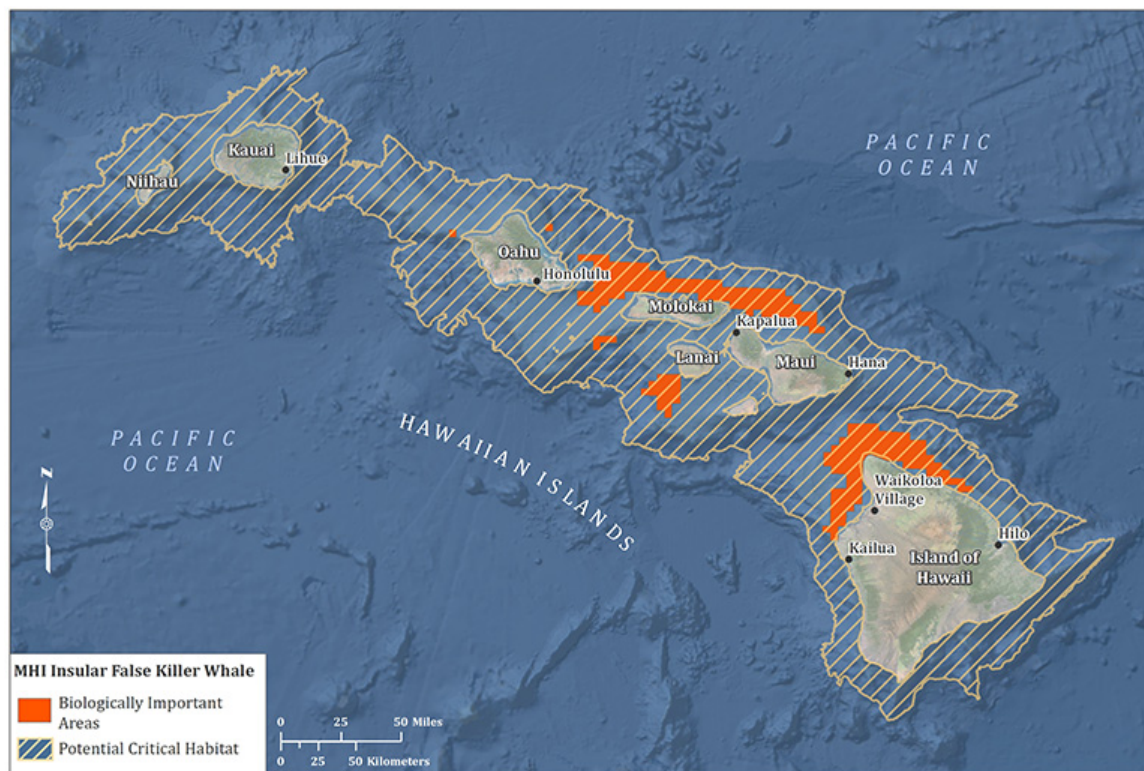 PACIFIC
OCEAN
Kauai
Lihue
Niihau
Oahu
Honolulu
Molokai
Kapalua
Lanai
Maui
Hana
PACIFIC
OCEAN
HAWAIIAN ISLANDS
Waikoloa
Village
Hilo
Kailua
Island of
Hawaii
N
MHI Insular False Killer Whale
Biologically Important
Areas
Potential Critical Habitat
0 25 50 Miles
0 25 50 Kilometers